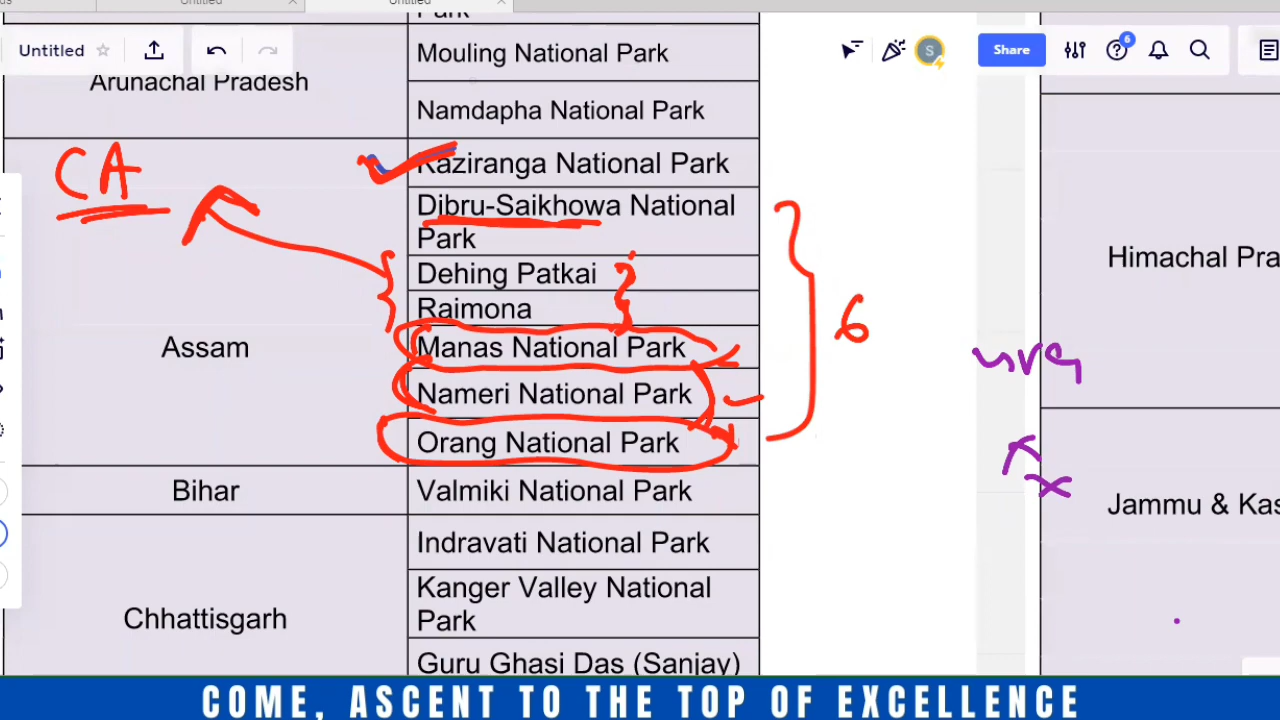 Untitled
Untitled
Untitled
Share
6
S
Park
Arunachal Pradesh
Mouling National Park
Namdapha National Park
CA
Assam
Kaziranga National Park
Dibru-Saikhowa National
Park
Dehing Patkai
Raimona
Manas National Park
Nameri National Park
Orang National Park
6
Bihar
Valmiki National Park
Chhattisgarh
Indravati National Park
Kanger Valley National
Park
Guru Ghasi Das (Sanjay)
Himachal Pra
Jammu & Kas
COME, ASCENT TO THE TOP OF EXCELLENCE